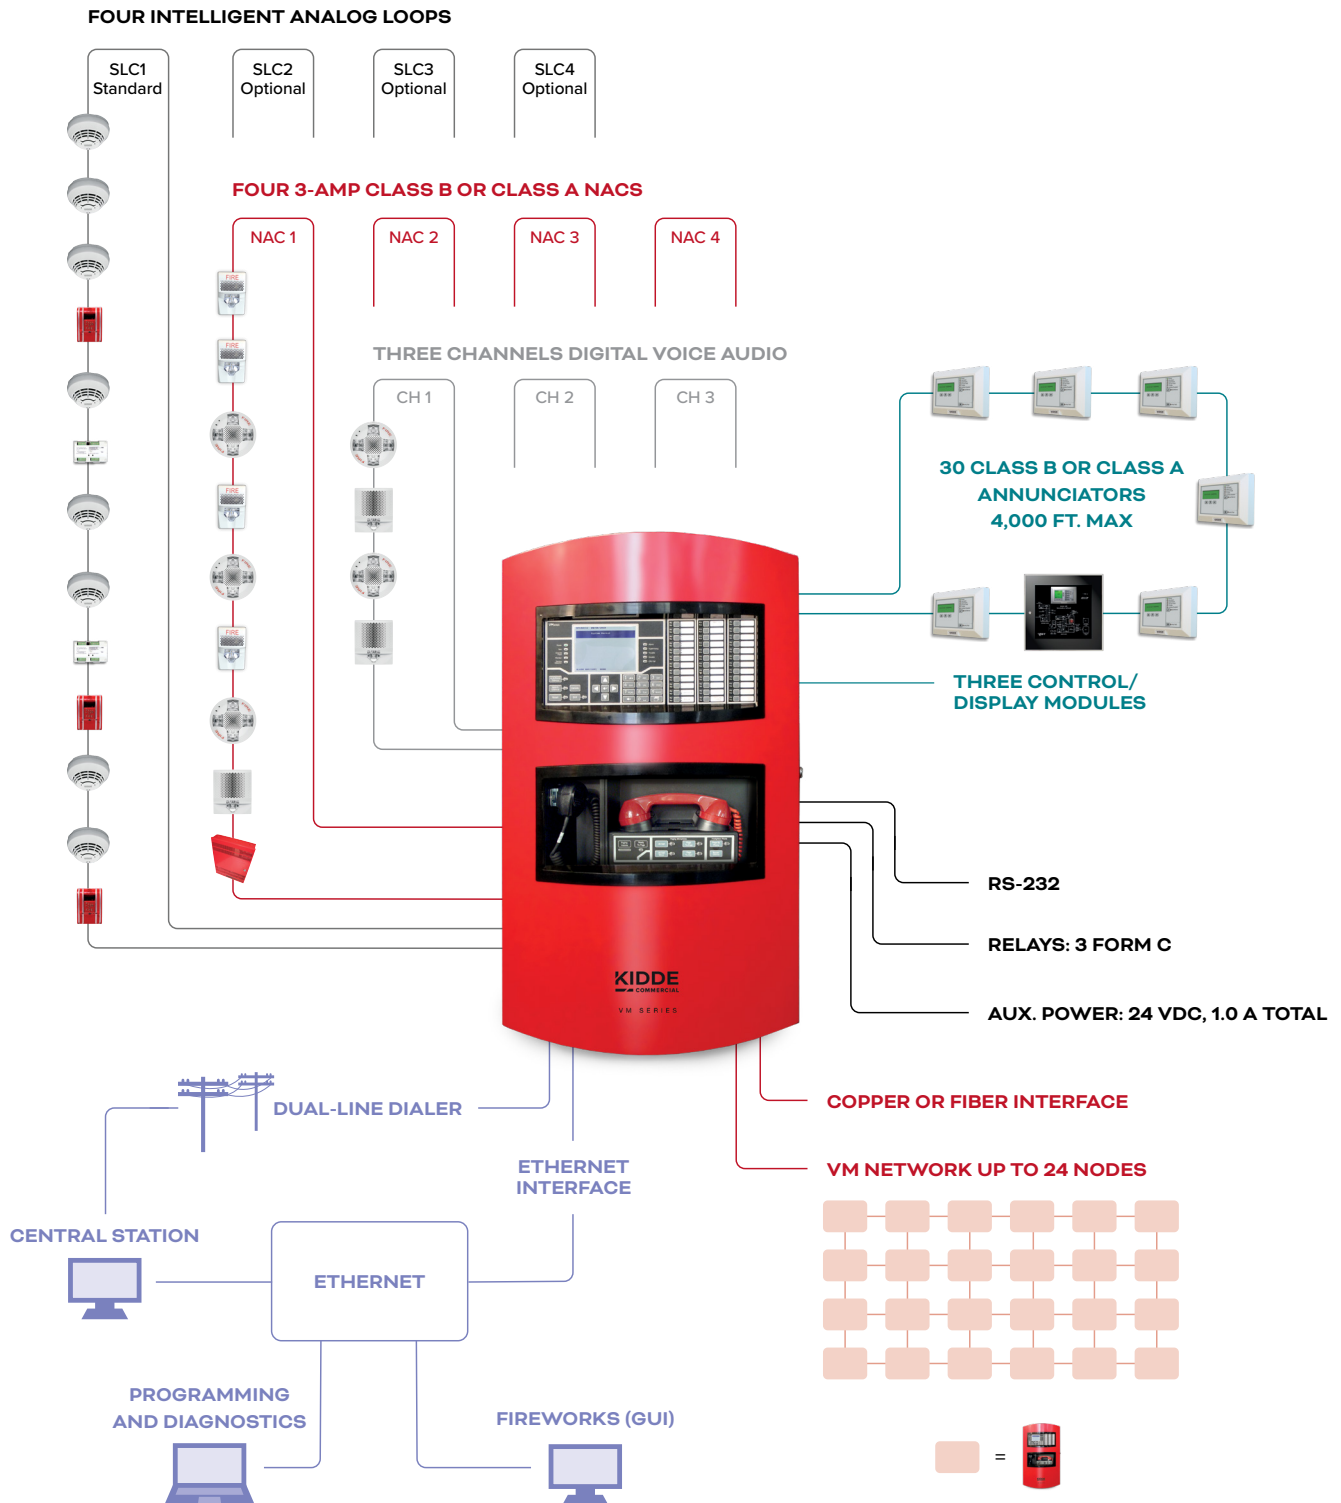 FOUR INTELLIGENT ANALOG LOOPS
SLC1
Standard
SLC2
Optional
SLC3
Optional
SLC4
Optional
FOUR 3-AMP CLASS B OR CLASS A NACS
NAC 1
NAC 2
NAC 3
NAC 4
FIRE
FIRE
FIRE
FIRE
THREE CHANNELS DIGITAL VOICE AUDIO
CH 1
CH 2
CH 3
30 CLASS B OR CLASS A
ANNUNCIATORS
4,000 FT. MAX
THREE CONTROL/
DISPLAY MODULES
RS-232
RELAYS: 3 FORM C
AUX. POWER: 24 VDC, 1.0 A TOTAL
KIDDE
COMMERCIAL
VM SERIES
DUAL-LINE DIALER
COPPER OR FIBER INTERFACE
ETHERNET
INTERFACE
VM NETWORK UP TO 24 NODES
CENTRAL STATION
ETHERNET
PROGRAMMING
AND DIAGNOSTICS
FIREWORKS (GUI)
=